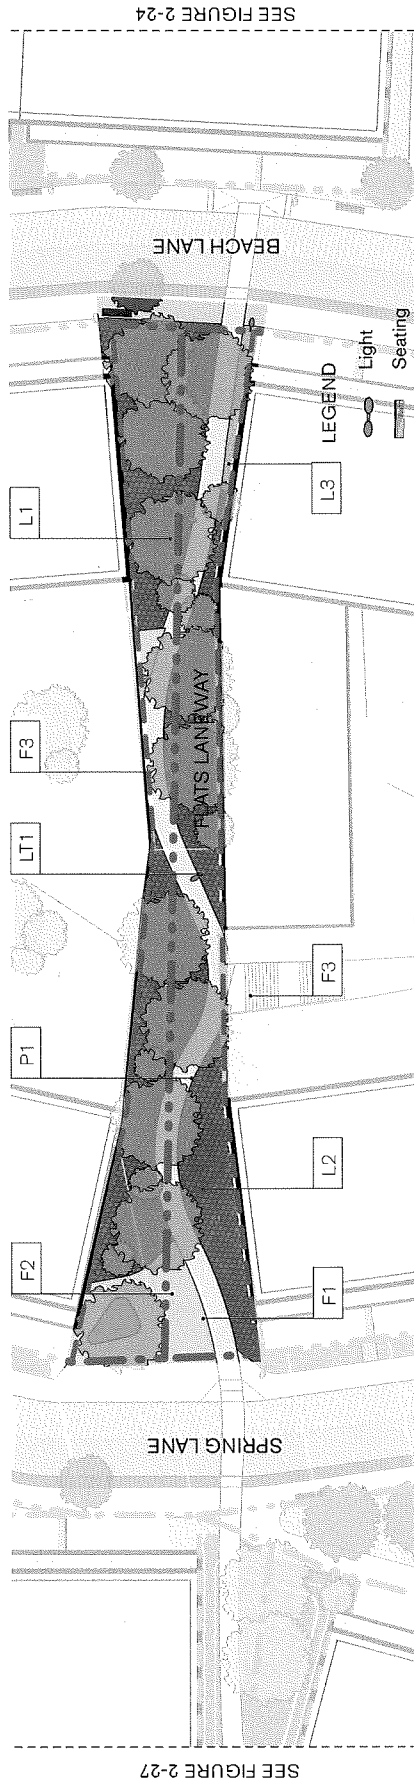 SEE FIGURE 2-24
BEACH LANE
LEGEND
Light
Seating
L1
L3
F3
FLATS LANEWAY
LT1
F3
P1
L2
F2
F1
SPRING LANE
SEE FIGURE 2-27